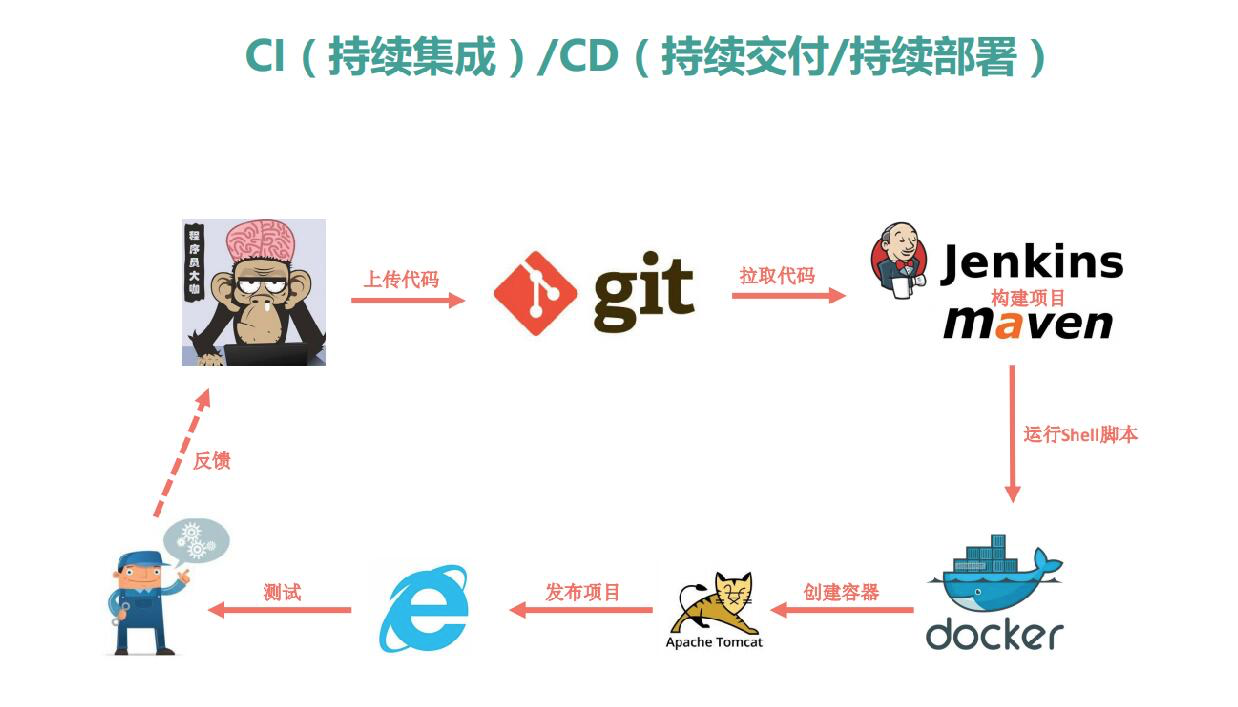 CI（持续集成）/CD（持续交付/持续部署）
程序员大咖
上传代码
git
拉取代码
Jenkins
构建项目
maven
运行Shell脚本
反馈
测试
发布项目
Apache Tomcat
创建容器
docker